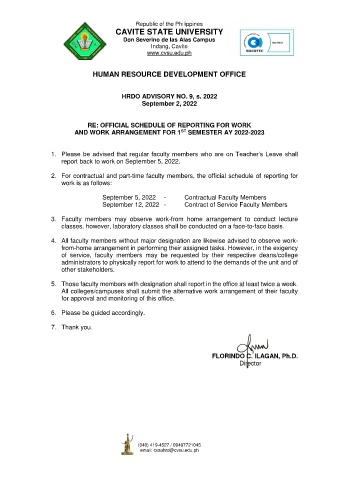 Republic of the Philippines
CAVITE STATE UNIVERSITY
Don Severino de las Alas Campus
Indang, Cavite
www.cvsu.edu.ph
HUMAN RESOURCE DEVELOPMENT OFFICE
HRDO ADVISORY NO. 9, s. 2022
September 2, 2022
RE: OFFICIAL SCHEDULE OF REPORTING FOR WORK
AND WORK ARRANGEMENT FOR 1ST SEMESTER AY 2022-2023
1. Please be advised that regular faculty members who are on Teacher's Leave shall
report back to work on September 5, 2022.
2. For contractual and part-time faculty members, the official schedule of reporting for
work is as follows:
September 5, 2022 - Contractual Faculty Members
September 12, 2022 - Contract of Service Faculty Members
3. Faculty members may observe work-from home arrangement to conduct lecture
classes, however, laboratory classes shall be conducted on a face-to-face basis.
4. All faculty members without major designation are likewise advised to observe work-
from-home arrangement in performing their assigned tasks. However, in the exigency
of service, faculty members may be requested by their respective deans/college
administrators to physically report for work to attend to the demands of the unit and of
other stakeholders.
5. Those faculty members with designation shall report in the office at least twice a week.
All colleges/campuses shall submit the alternative work arrangement of their faculty
for approval and monitoring of this office.
6. Please be guided accordingly.
7. Thank you.
FLORINDO C. ILAGAN, Ph.D.
Director